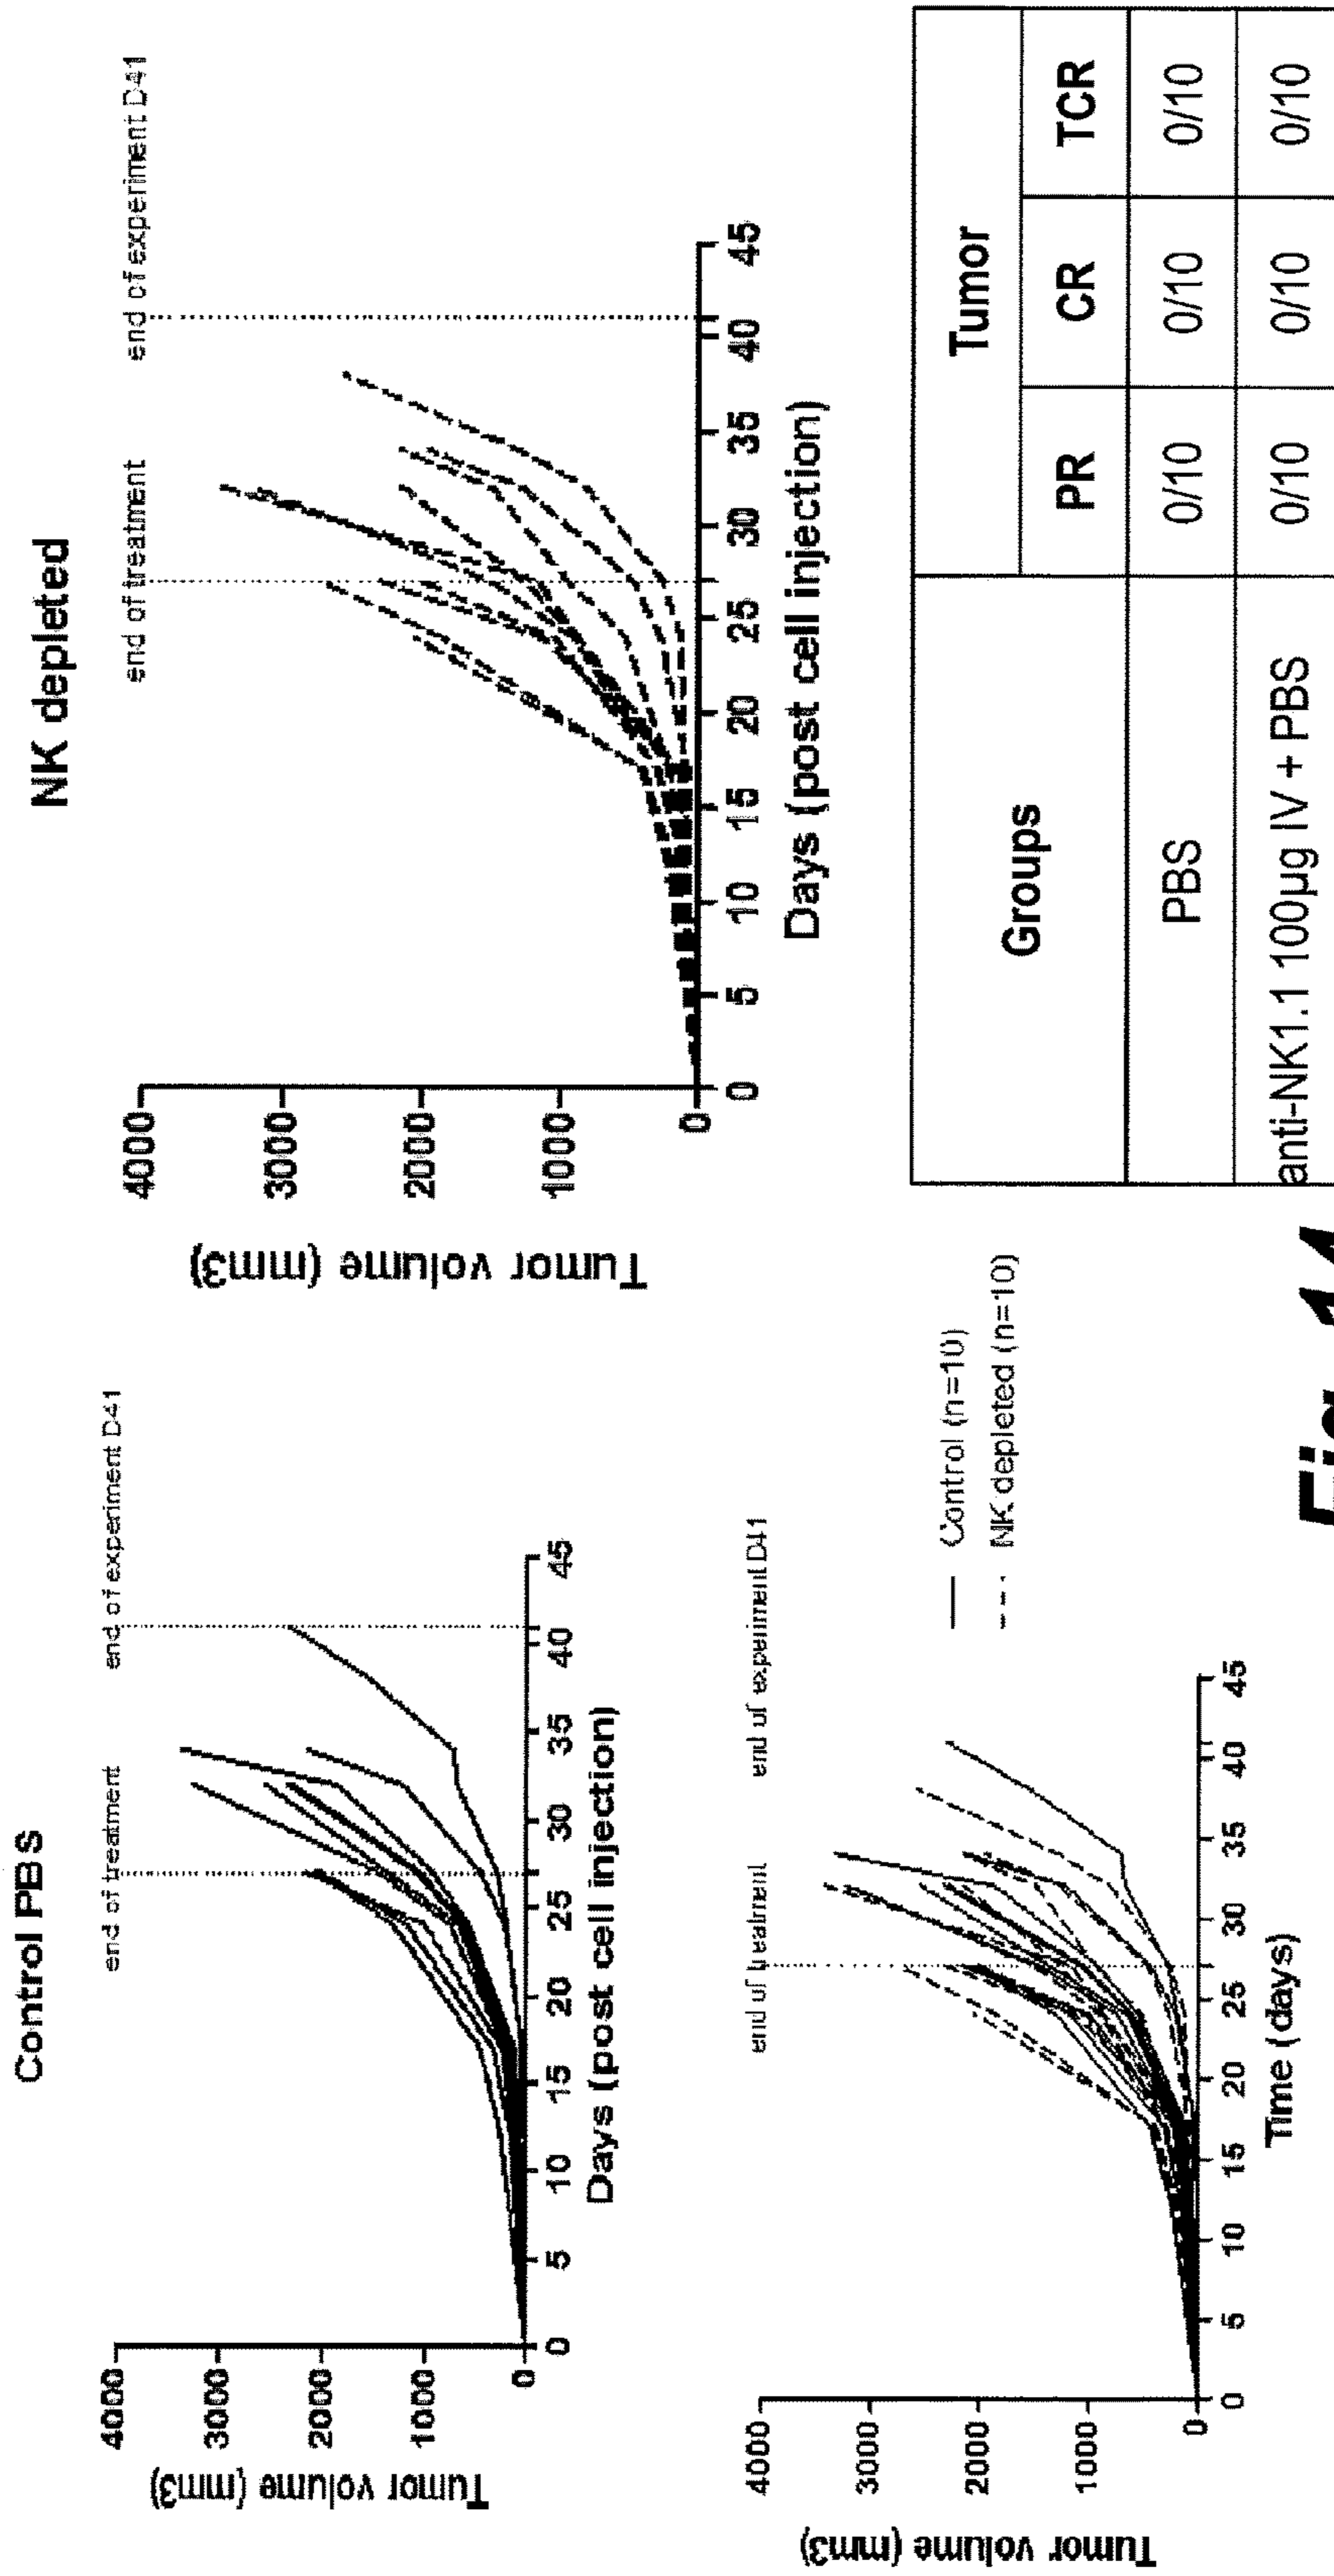 Control PBS
end of treatment
end of experiment D41
Tumor volume (mm3)
4000
3000
2000
1000
0
0 5 10 15 20 25 30 35 40 45
Days (post cell injection)
NK depleted
end of treatment
end of experiment D41
Tumor volume (mm3)
4000
3000
2000
1000
0
0 5 10 15 20 25 30 35 40 45
Days (post cell injection)
end of treatment
end of experiment D41
Tumor volume (mm3)
4000
3000
2000
1000
0
0 5 10 15 20 25 30 35 40 45
Time (days)
Control (n=10)
NK depleted (n=10)
Groups Tumor
PR CR TCR
PBS 0/10 0/10 0/10
anti-NK1.1 100µg IV + PBS 0/10 0/10 0/10